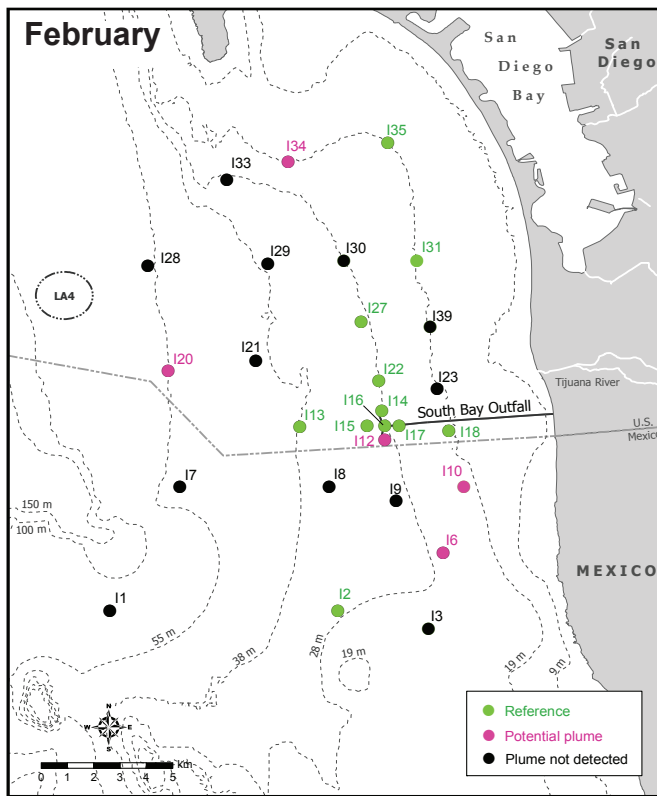 February
San
Diego
Bay
San
Diego
I35
I34
I33
I28
I29
I30
I31
LA4
I27
I39
I21
I20
I22
I23
Tijuana River
I14
I16
South Bay Outfall
I13
I15
I17
I18
U.S.
Mexico
I12
I7
I8
I9
I10
150 m
100 m
I6
MEXICO
I1
I2
I3
55 m
38 m
28 m
19 m
19 m
9 m
N
W
E
S
km
0 1 2 3 4 5
Reference
Potential plume
Plume not detected